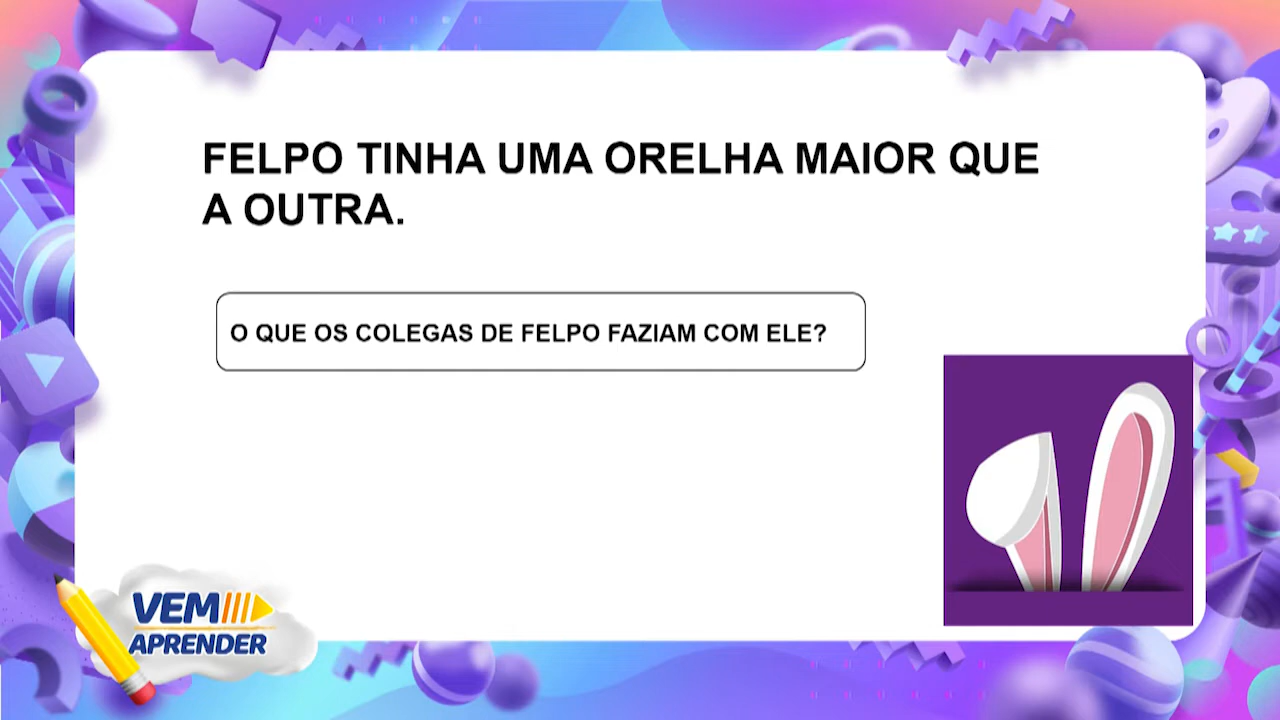 FELPO TINHA UMA ORELHA MAIOR QUE
A OUTRA.
O QUE OS COLEGAS DE FELPO FAZIAM COM ELE?
VEM
APRENDER